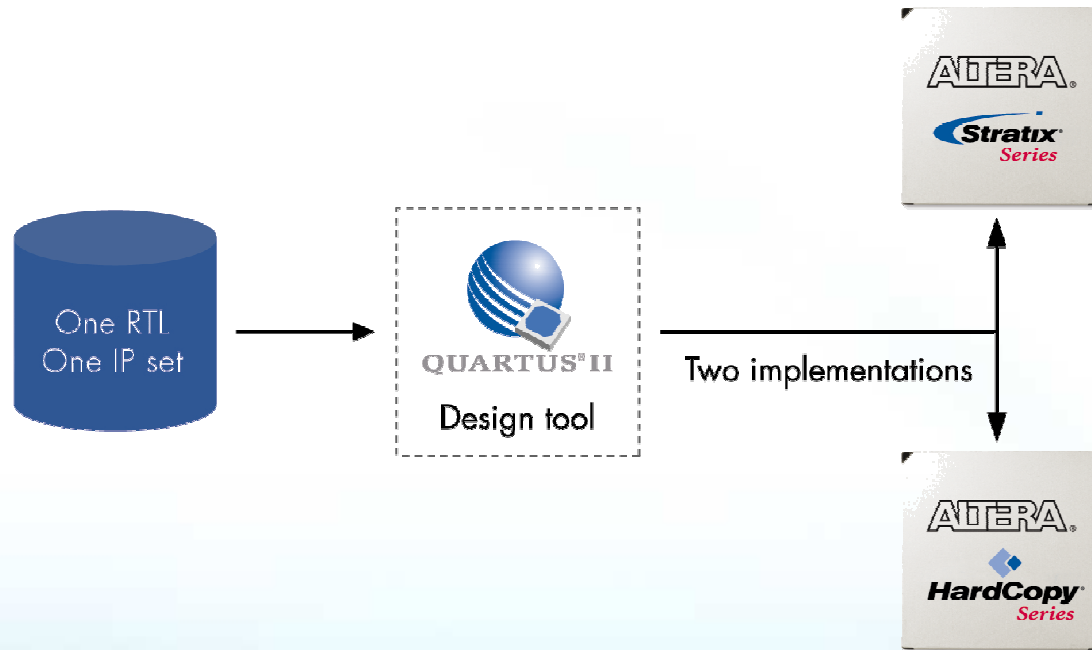 ALTERA®
Stratix®
Series
One RTL
One IP set
QUARTUS® II
Design tool
Two implementations
ALTERA®
HardCopy®
Series